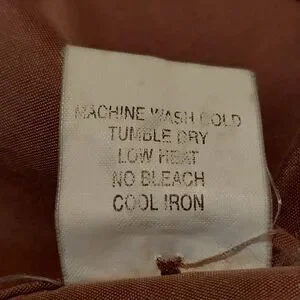 MACHINE WASH COLD
TUMBLE DRY
LOW HEAT
NO BLEACH
COOL IRON